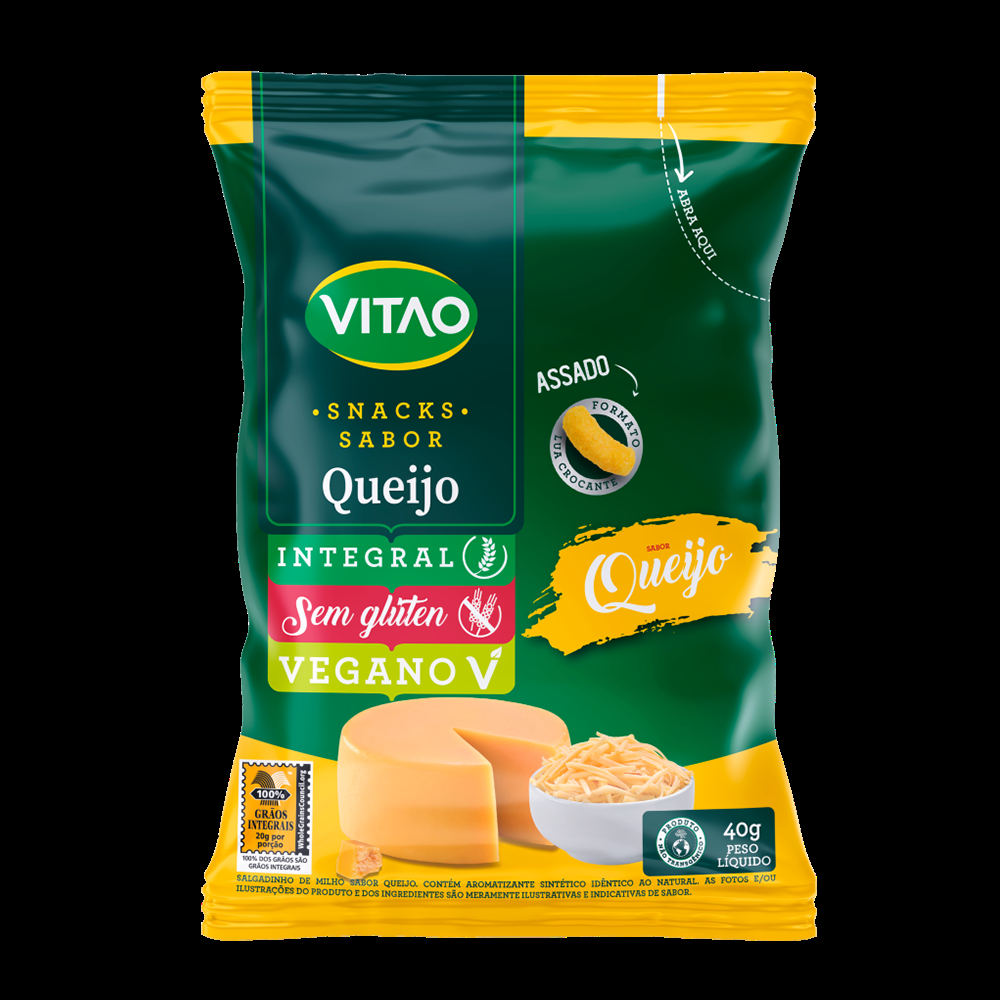 ABRA AQUI
VITAO
• SNACKS •
SABOR
Queijo
ASSADO
FORMATO
LUA CROCANTE
SABOR
Queijo
INTEGRAL
Sem glúten
VEGANO V
100%
GRÃOS
INTEGRAIS
20g por
porção
WholeGrainsCouncil.org
100% DOS GRÃOS SÃO
GRÃOS INTEGRAIS
PRODUTO
NÃO TRANSGÊNICO
40g
PESO
LÍQUIDO
SALGADINHO DE MILHO SABOR QUEIJO. CONTÉM AROMATIZANTE SINTÉTICO IDÊNTICO AO NATURAL. AS FOTOS E/OU
ILUSTRAÇÕES DO PRODUTO E DOS INGREDIENTES SÃO MERAMENTE ILUSTRATIVAS E INDICATIVAS DE SABOR.